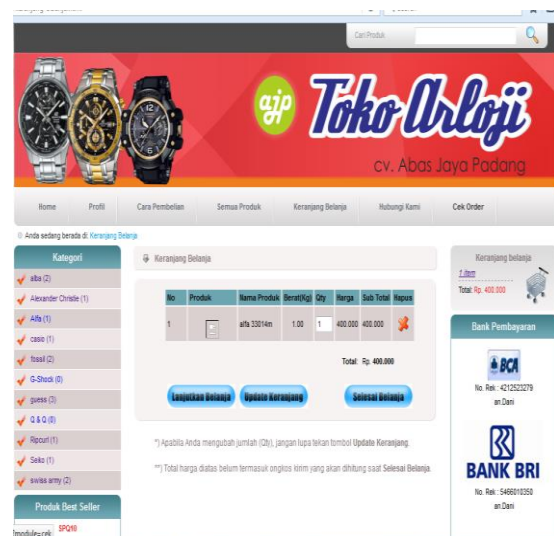 Cari Produk
ajp
Toko Arloji
cv. Abas Jaya Padang
Home Profil Cara Pembelian Semua Produk Keranjang Belanja Hubungi Kami Cek Order
Anda sedang berada di: Keranjang Belanja
Kategori
alba (2)
Alexander Christie (1)
Alfa (1)
casio (1)
fossil (2)
G-Shock (0)
guess (3)
Q & Q (0)
Ripcurl (1)
Seiko (1)
swiss army (2)
Produk Best Seller
SPQ10
?module=cek
Keranjang Belanja
No Produk Nama Produk Berat(Kg) Qty Harga Sub Total Hapus
1 alfa 33014m 1.00 1 400.000 400.000
Total: Rp. 400.000
Lanjutkan Belanja Update Keranjang Selesai Belanja
*) Apabila Anda mengubah jumlah (Qty), jangan lupa tekan tombol Update Keranjang.
**) Total harga diatas belum termasuk ongkos kirim yang akan dihitung saat Selesai Belanja.
Keranjang belanja
1 item
Total: Rp. 400.000
Bank Pembayaran
BCA
No. Rek : 4212523279
an.Dani
BANK BRI
No. Rek : 5466010350
an.Dani